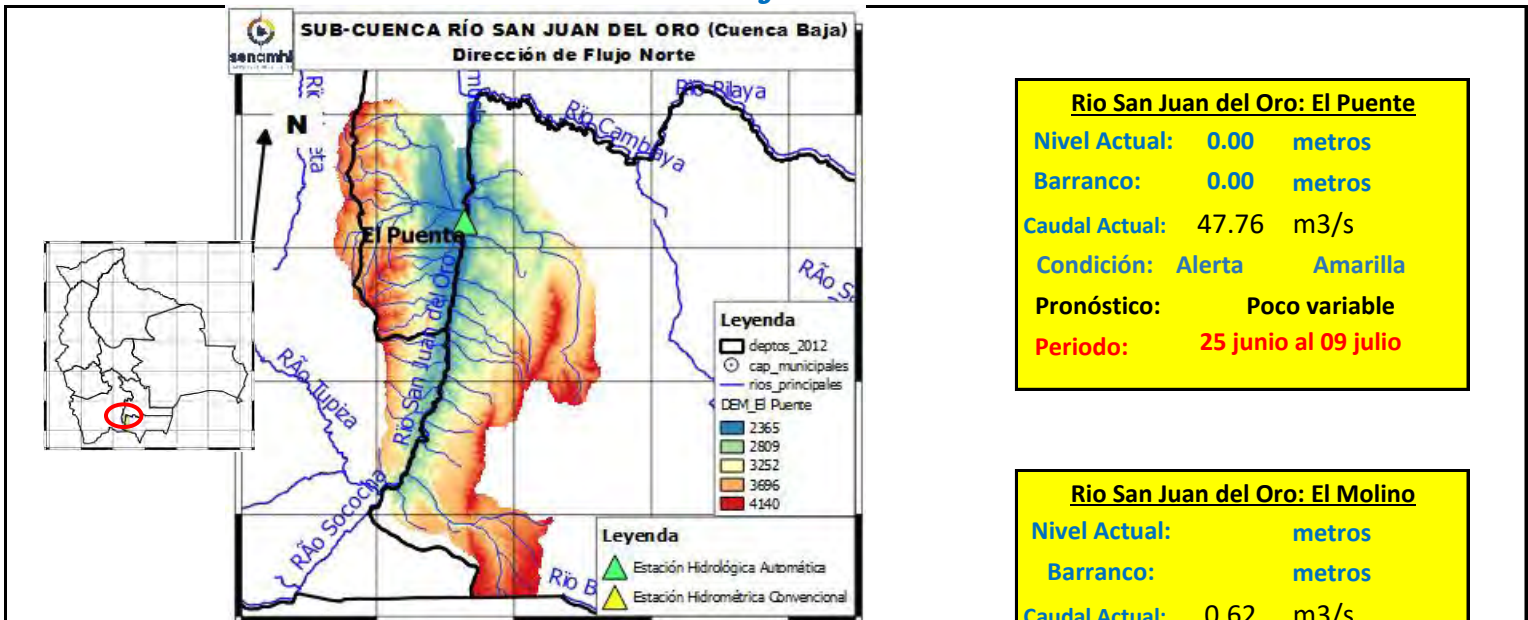 senamhi
SUB-CUENCA RÍO SAN JUAN DEL ORO (Cuenca Baja)
Dirección de Flujo Norte
N
Río Pilaya
Río Camblaya
El Puente
Río San Juan del Oro
RÃo Tupiza
RÃo Sococha
RÃo S
Río B
Leyenda
deptos_2012
cap_municipales
rios_principales
DEM_El Puente
2365
2809
3252
3696
4140
Leyenda
Estación Hidrológica Automática
Estación Hidrométrica Convencional
Rio San Juan del Oro: El Puente
Nivel Actual: 0.00 metros
Barranco: 0.00 metros
Caudal Actual: 47.76 m3/s
Condición: Alerta Amarilla
Pronóstico: Poco variable
Periodo: 25 junio al 09 julio
Rio San Juan del Oro: El Molino
Nivel Actual: metros
Barranco: metros
Caudal Actual: 0.62 m3/s